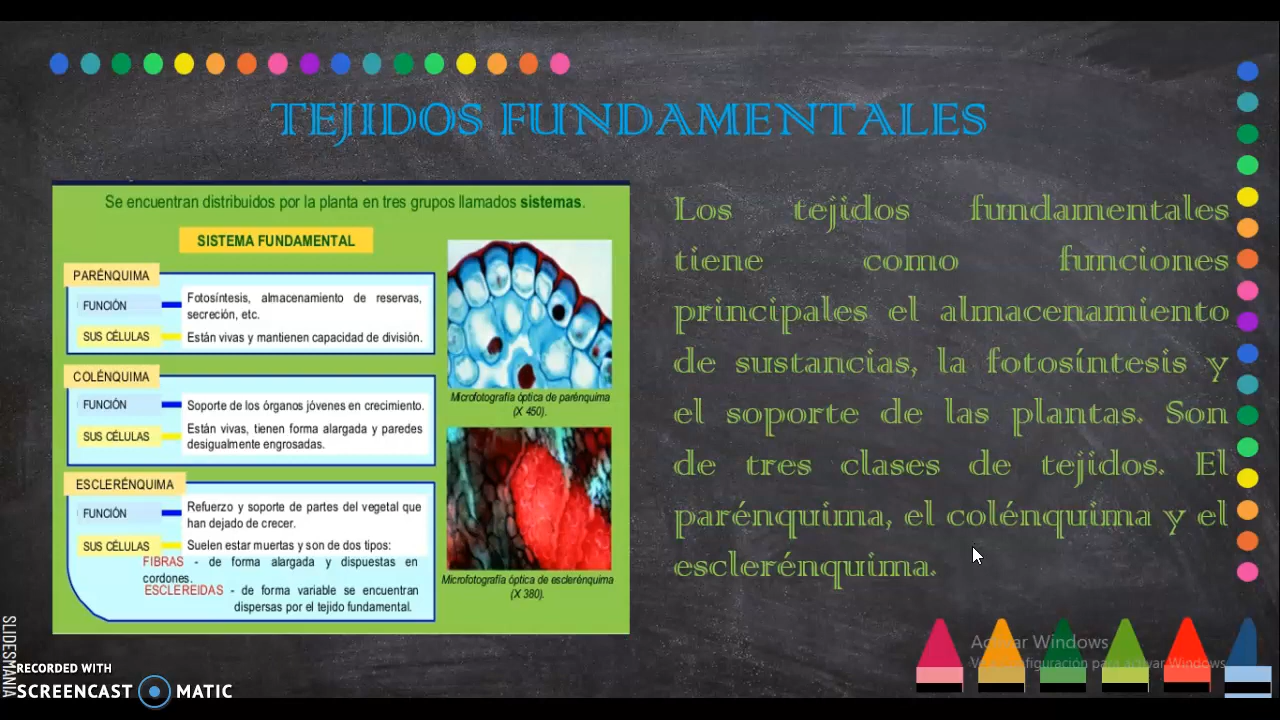 TEJIDOS FUNDAMENTALES
Se encuentran distribuidos por la planta en tres grupos llamados sistemas.
SISTEMA FUNDAMENTAL
PARÉNQUIMA
FUNCIÓN
Fotosíntesis, almacenamiento de reservas,
secreción, etc.
SUS CÉLULAS
Están vivas y mantienen capacidad de división.
COLÉNQUIMA
FUNCIÓN
Soporte de los órganos jóvenes en crecimiento.
SUS CÉLULAS
Están vivas, tienen forma alargada y paredes
desigualmente engrosadas.
ESCLERÉNQUIMA
FUNCIÓN
Refuerzo y soporte de partes del vegetal que
han dejado de crecer.
SUS CÉLULAS
Suelen estar muertas y son de dos tipos:
FIBRAS - de forma alargada y dispuestas en
cordones.
ESCLEREIDAS - de forma variable se encuentran
dispersas por el tejido fundamental.
Microfotografía óptica de parénquima
(X 450).
Microfotografía óptica de esclerénquima
(X 380).
Los tejidos fundamentales
tiene como funciones
principales el almacenamiento
de sustancias, la fotosíntesis y
el soporte de las plantas. Son
de tres clases de tejidos. El
parénquima, el colénquima y el
esclerénquima.
Activar Windows
Ve a Configuración para activar Windows.
SLIDESMANIA
RECORDED WITH
SCREENCAST MATIC